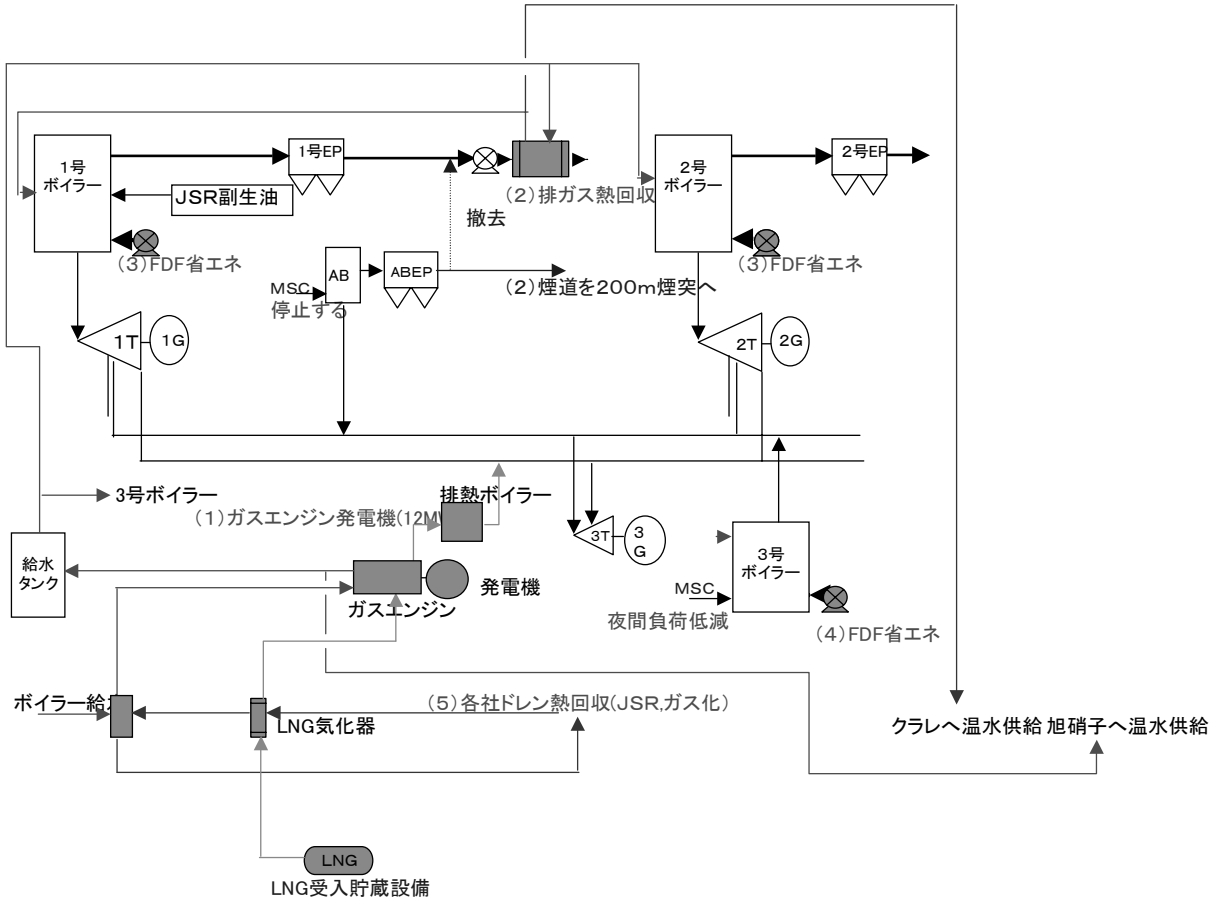 1号
ボイラー
1号EP
2号
ボイラー
2号EP
JSR副生油
(2)排ガス熱回収
撤去
(3)FDF省エネ
(3)FDF省エネ
AB
ABEP
MSC
停止する
(2)煙道を200m煙突へ
1T
1G
2T
2G
3号ボイラー
排熱ボイラー
(1)ガスエンジン発電機(12MW
3T
3
G
給水
タンク
発電機
ガスエンジン
3号
ボイラー
MSC
夜間負荷低減
(4)FDF省エネ
ボイラー給水
(5)各社ドレン熱回収(JSR,ガス化)
LNG気化器
クラレへ温水供給 旭硝子へ温水供給
LNG
LNG受入貯蔵設備